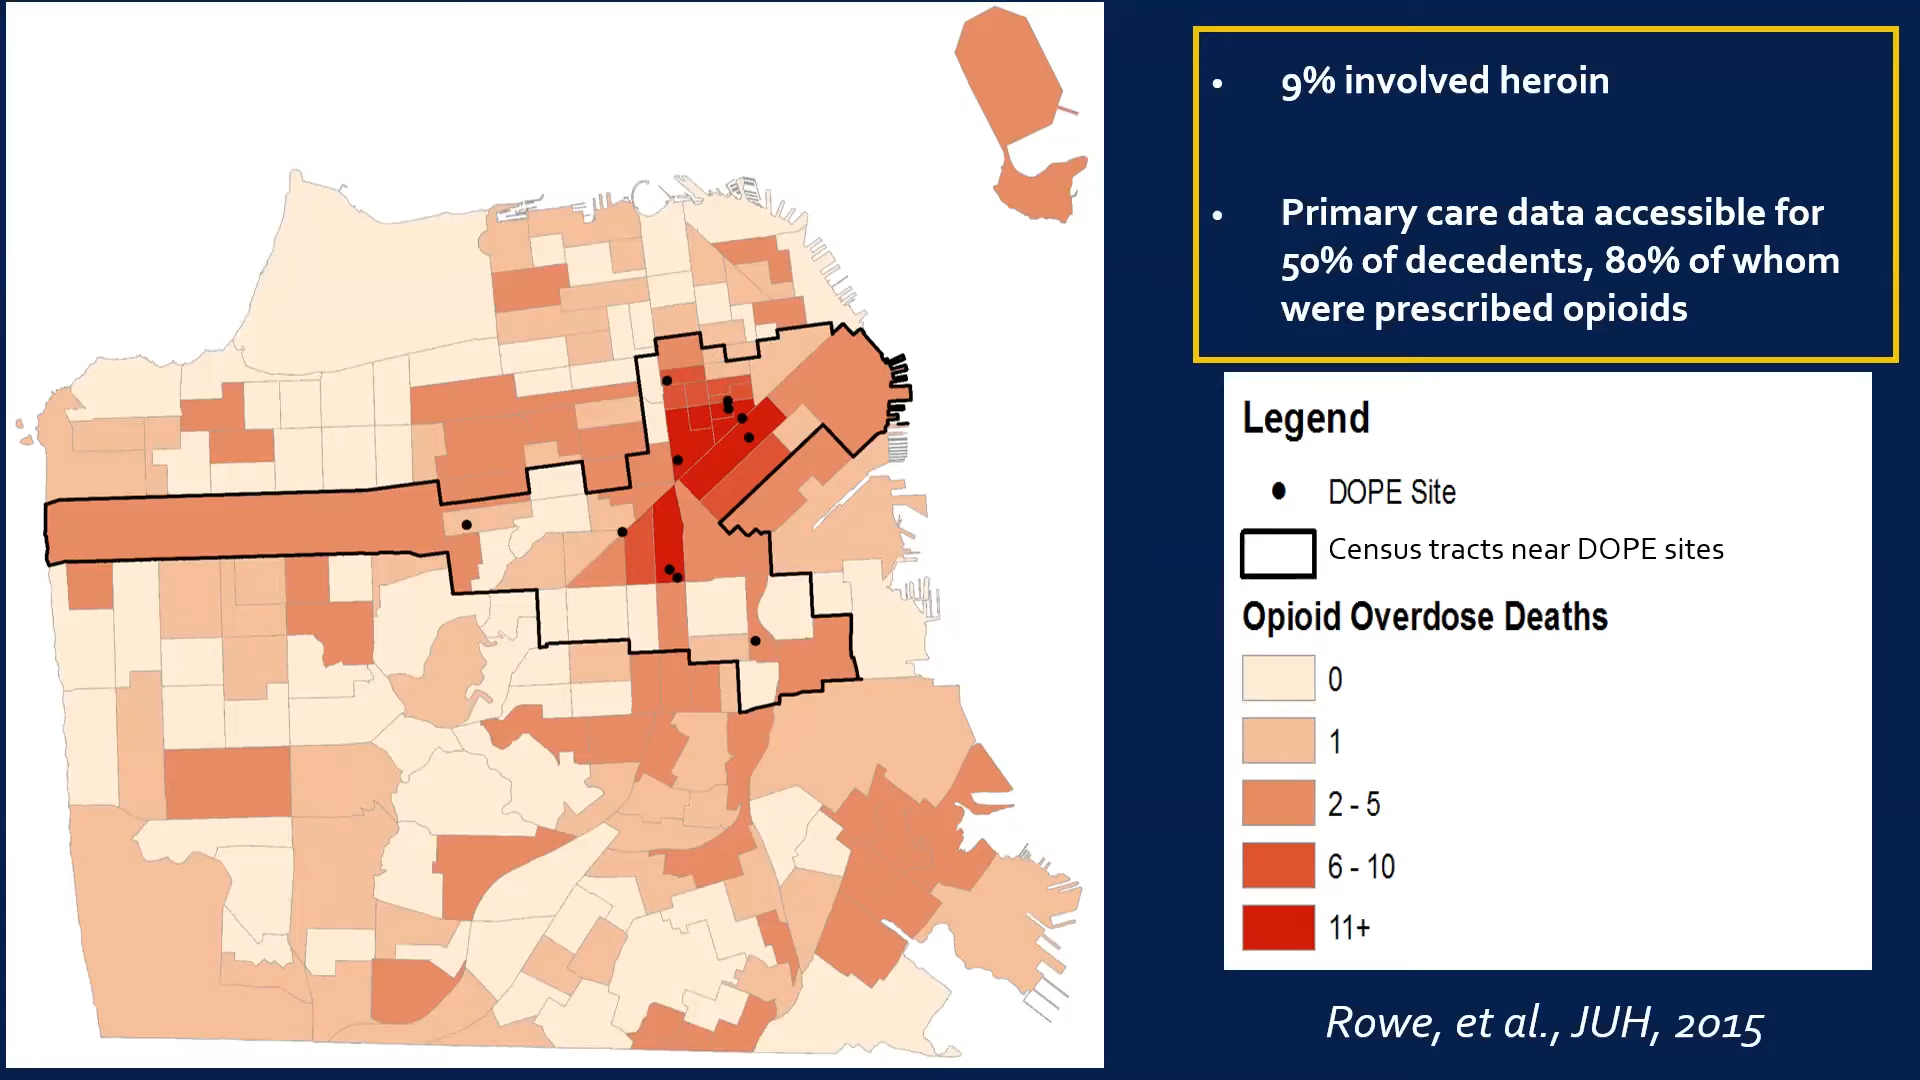 • 9% involved heroin
• Primary care data accessible for
50% of decedents, 80% of whom
were prescribed opioids
Legend
DOPE Site
Census tracts near DOPE sites
Opioid Overdose Deaths
0
1
2 - 5
6 - 10
11+
Rowe, et al., JUH, 2015